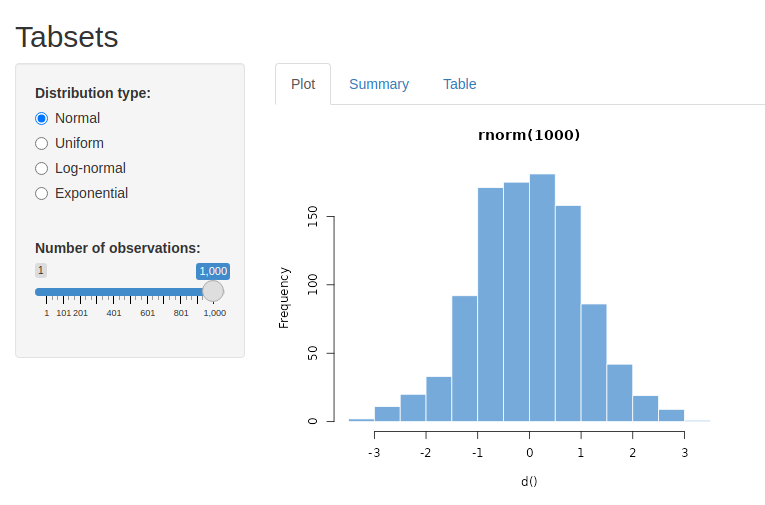 Tabsets
Distribution type:
Normal
Uniform
Log-normal
Exponential
Number of observations:
1 1,000
1 101 201 401 601 801 1,000
Plot Summary Table
rnorm(1000)
Frequency
150
100
50
0
-3 -2 -1 0 1 2 3
d()